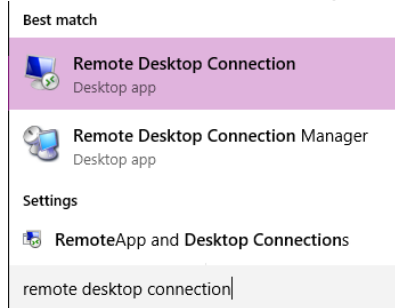 Best match
Remote Desktop Connection
Desktop app
Remote Desktop Connection Manager
Desktop app
Settings
RemoteApp and Desktop Connections
remote desktop connection